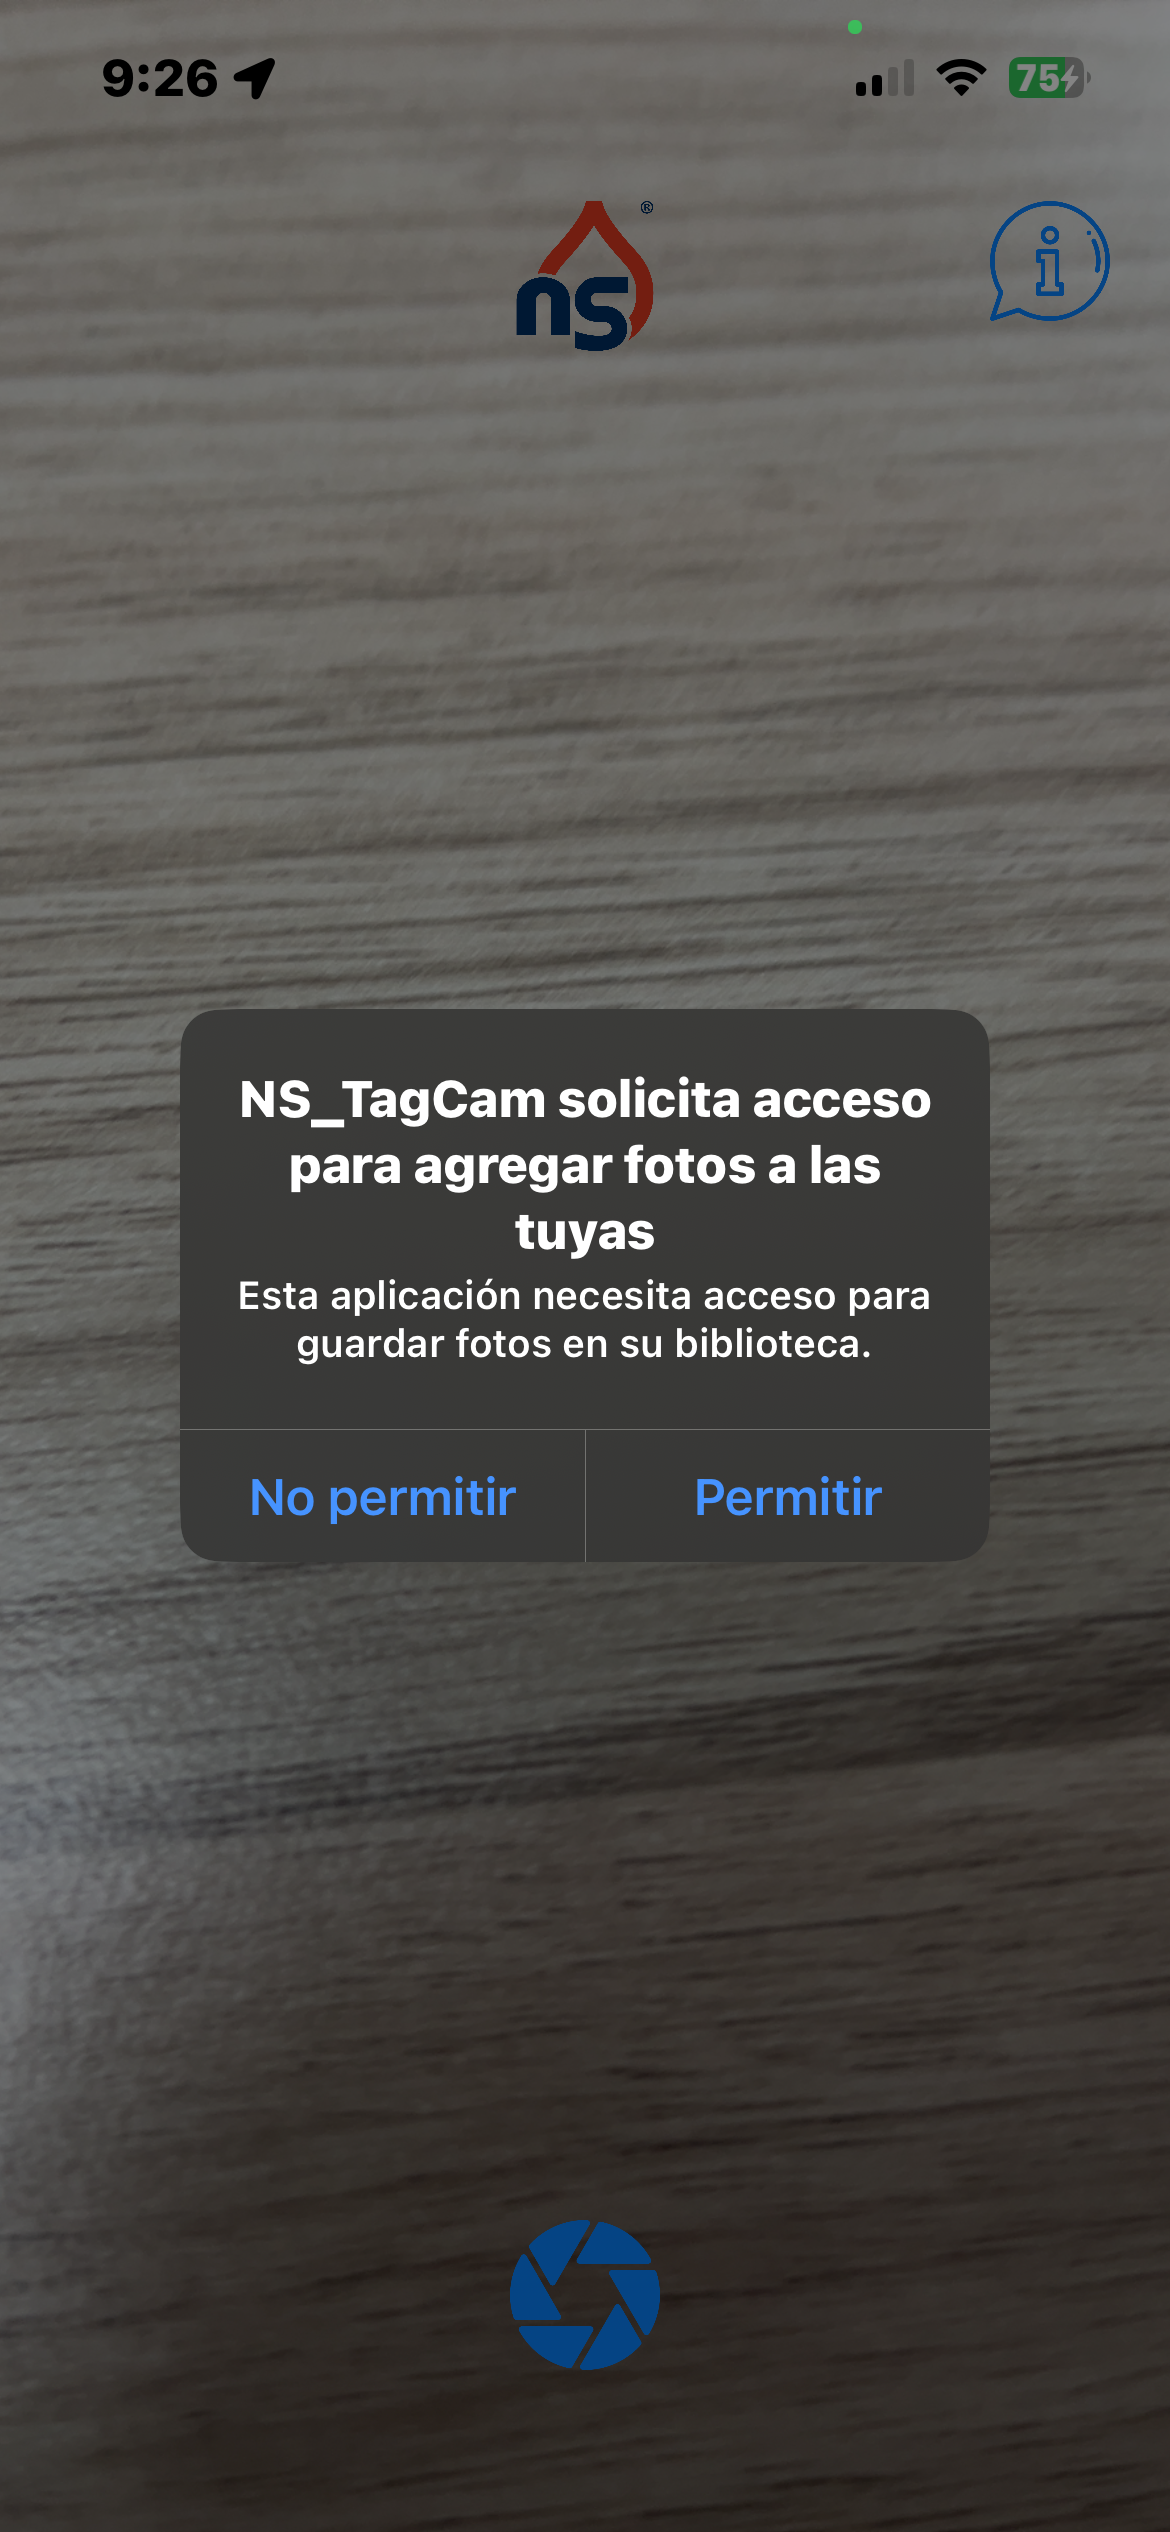 9:26
75
®
ns
i
NS_TagCam solicita acceso
para agregar fotos a las
tuyas
Esta aplicación necesita acceso para
guardar fotos en su biblioteca.
No permitir
Permitir